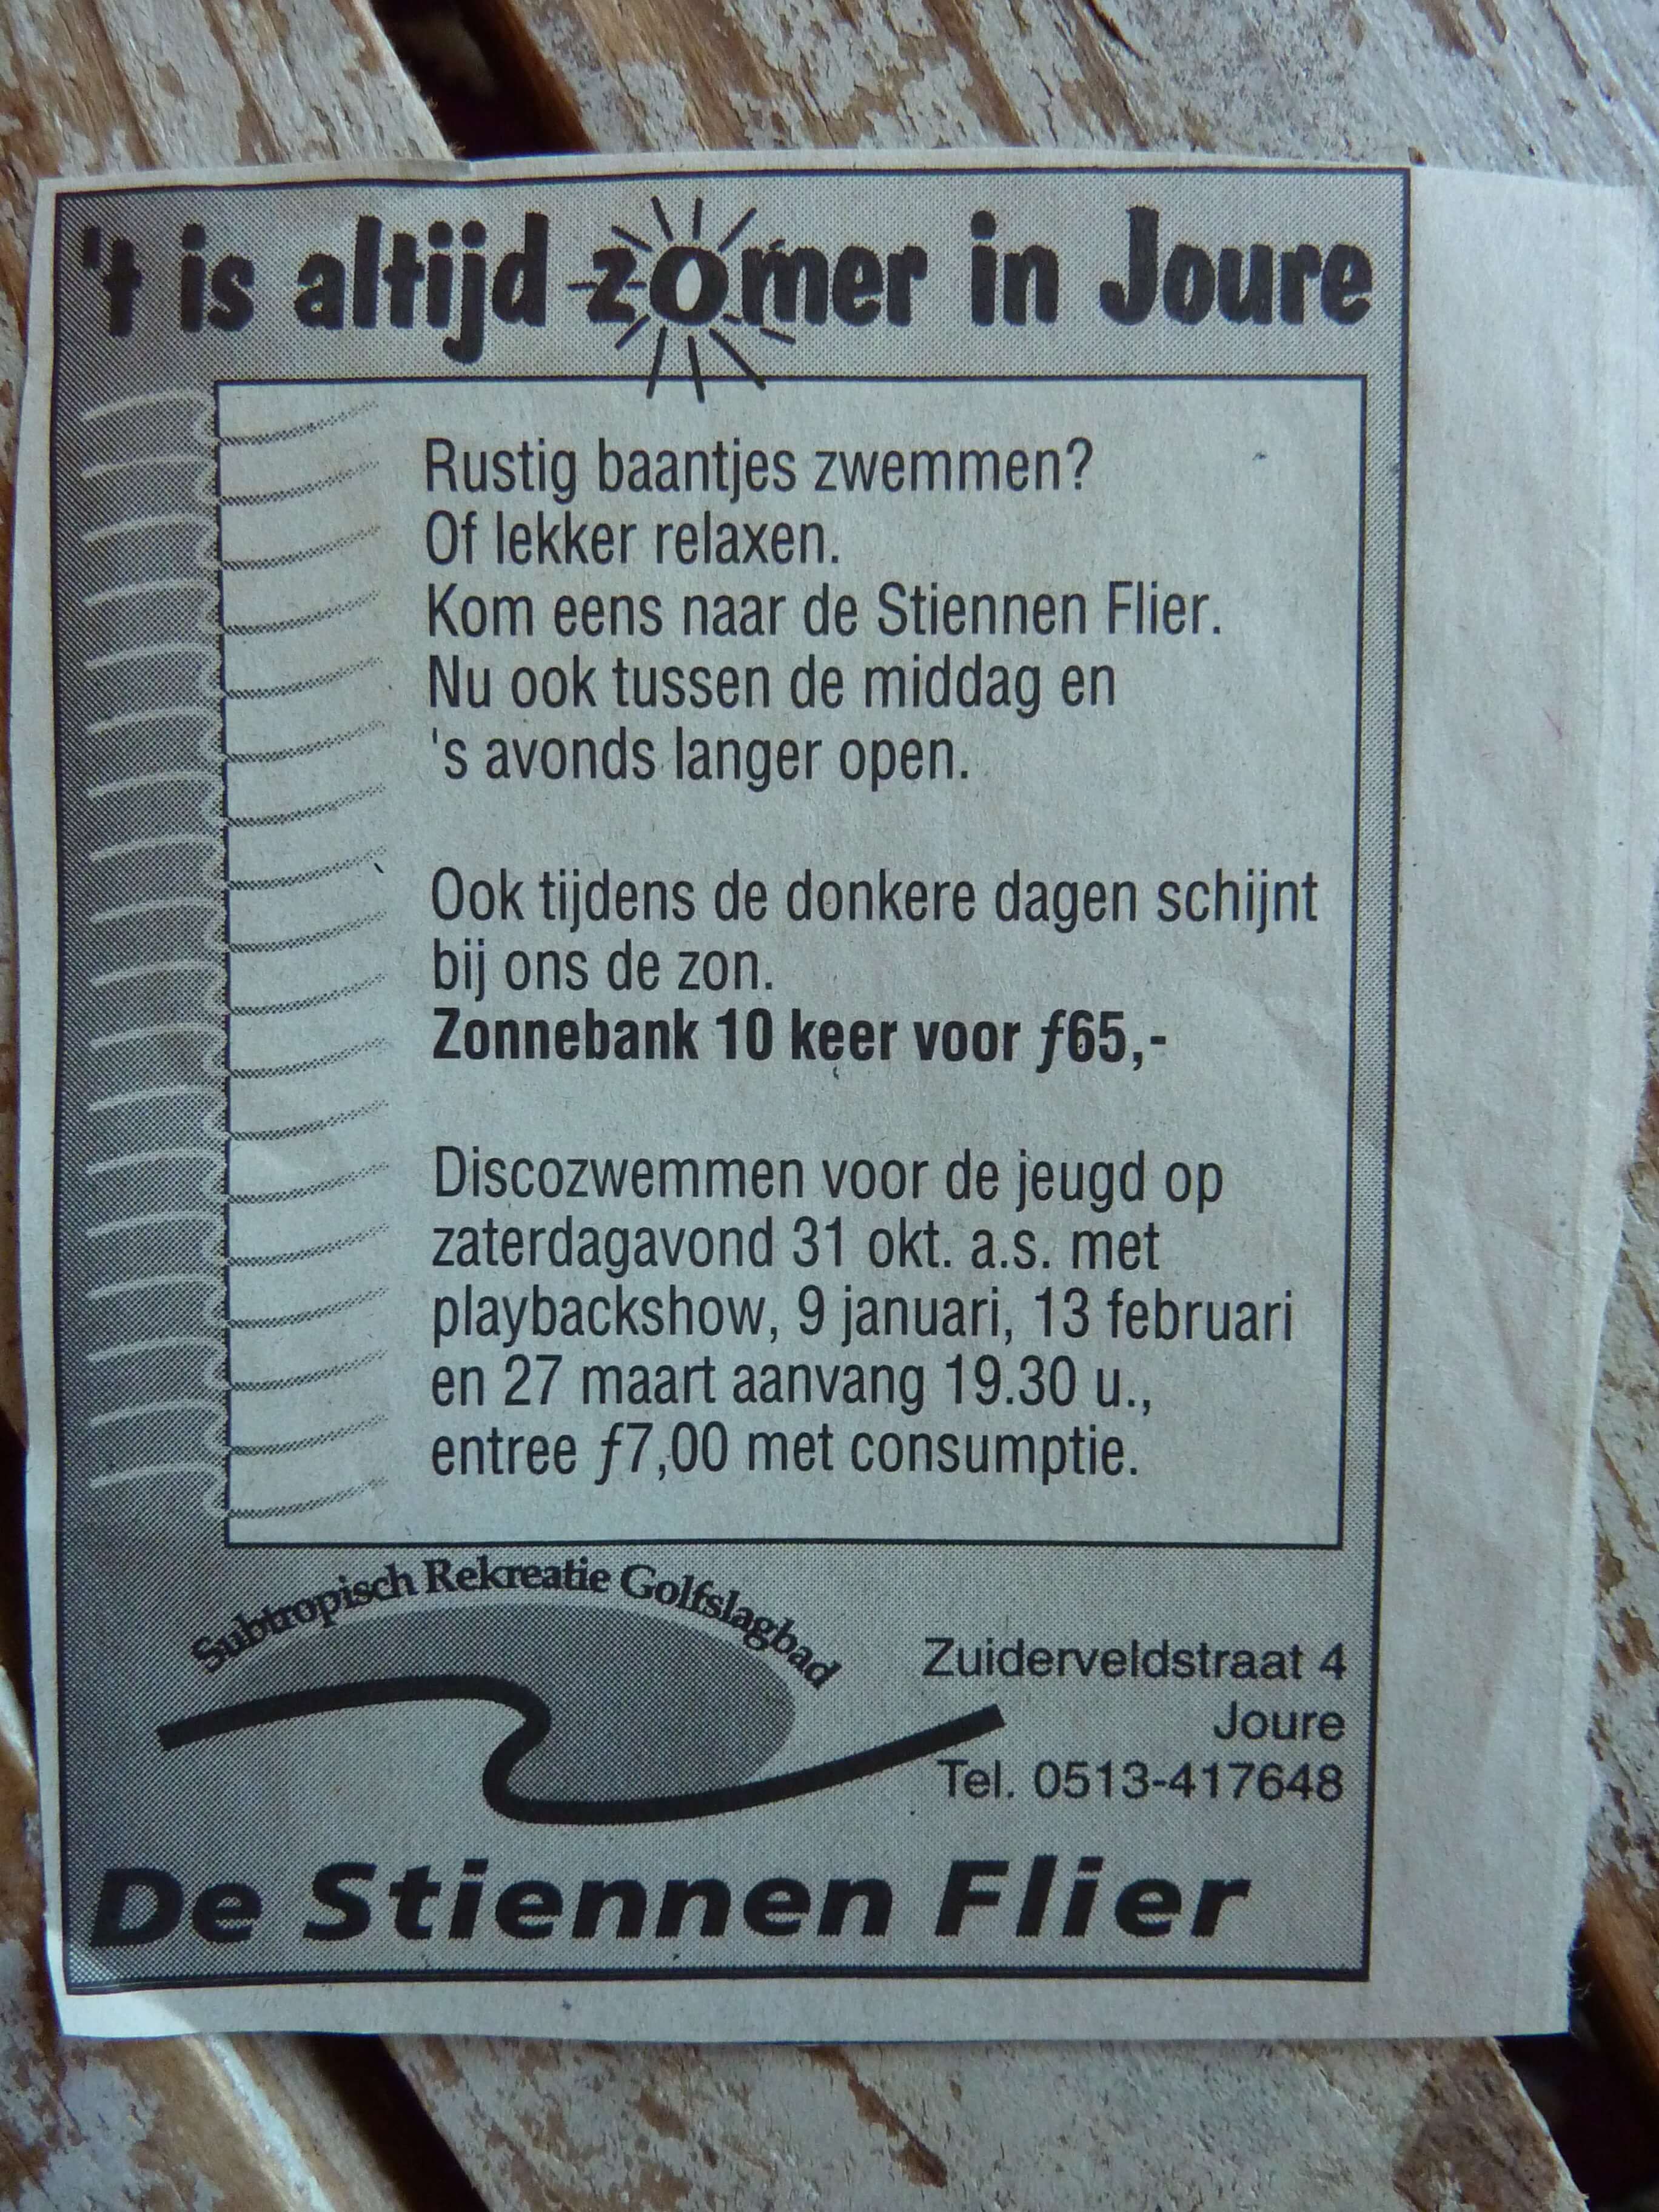 't is altijd zomer in Joure
Rustig baantjes zwemmen?
Of lekker relaxen.
Kom eens naar de Stiennen Flier.
Nu ook tussen de middag en
's avonds langer open.
Ook tijdens de donkere dagen schijnt
bij ons de zon.
Zonnebank 10 keer voor ƒ65,-
Discozwemmen voor de jeugd op
zaterdagavond 31 okt. a.s. met
playbackshow, 9 januari, 13 februari
en 27 maart aanvang 19.30 u.,
entree ƒ7,00 met consumptie.
Subtropisch Rekreatie Golfslagbad
Zuiderveldstraat 4
Joure
Tel. 0513-417648
De Stiennen Flier